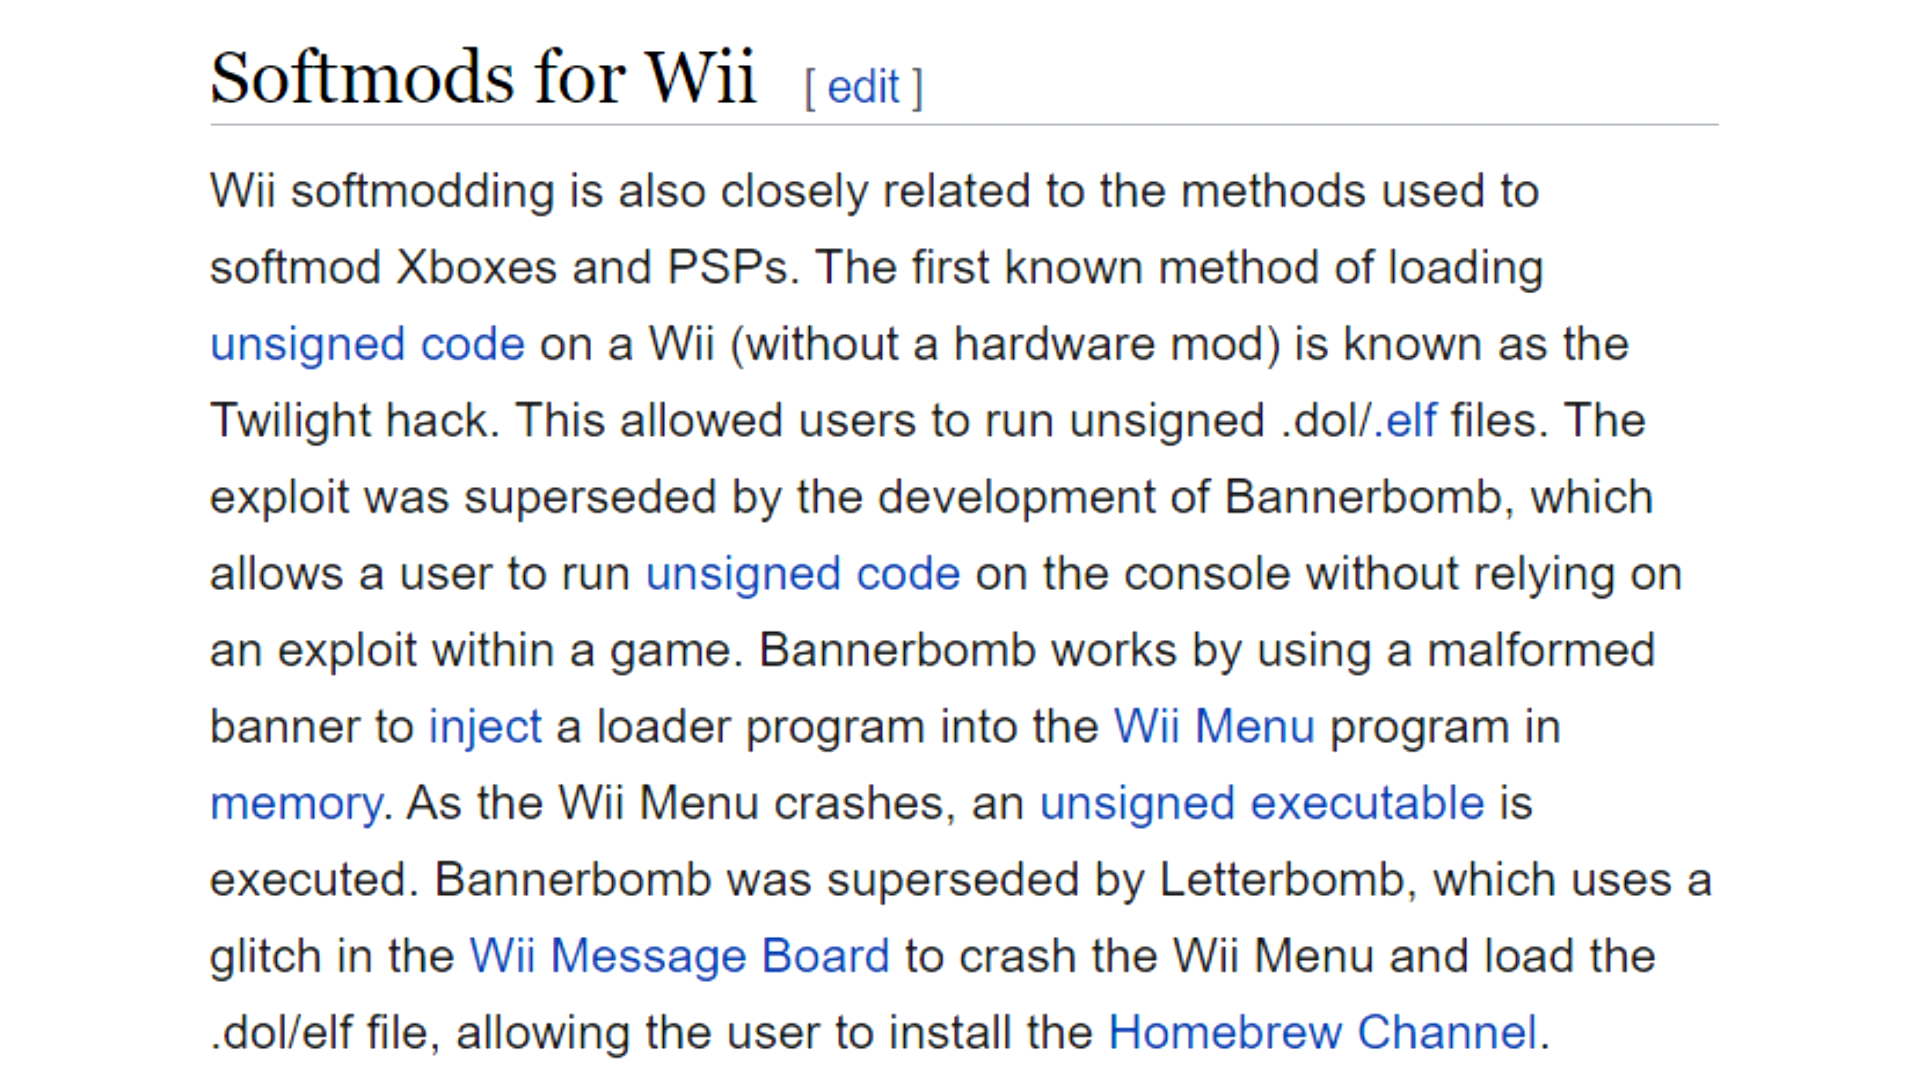 Softmods for Wii [ edit ]
Wii softmodding is also closely related to the methods used to
softmod Xboxes and PSPs. The first known method of loading
unsigned code on a Wii (without a hardware mod) is known as the
Twilight hack. This allowed users to run unsigned .dol/.elf files. The
exploit was superseded by the development of Bannerbomb, which
allows a user to run unsigned code on the console without relying on
an exploit within a game. Bannerbomb works by using a malformed
banner to inject a loader program into the Wii Menu program in
memory. As the Wii Menu crashes, an unsigned executable is
executed. Bannerbomb was superseded by Letterbomb, which uses a
glitch in the Wii Message Board to crash the Wii Menu and load the
.dol/elf file, allowing the user to install the Homebrew Channel.